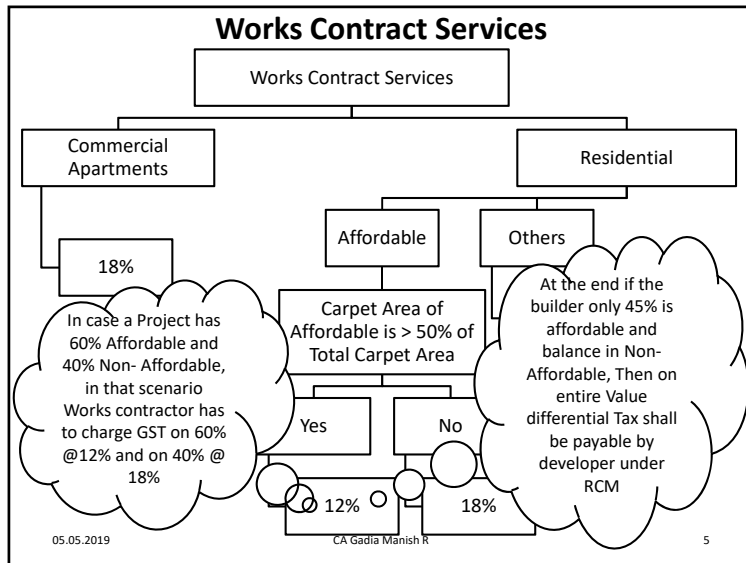 Works Contract Services
Works Contract Services
Commercial
Apartments
Residential
Affordable
Others
18%
Carpet Area of
Affordable is > 50% of
Total Carpet Area
In case a Project has
60% Affordable and
40% Non- Affordable,
in that scenario
Works contractor has
to charge GST on 60%
@12% and on 40% @
18%
At the end if the
builder only 45% is
affordable and
balance in Non-
Affordable, Then on
entire Value
differential Tax shall
be payable by
developer under
RCM
Yes
No
12%
18%
05.05.2019
CA Gadia Manish R
5